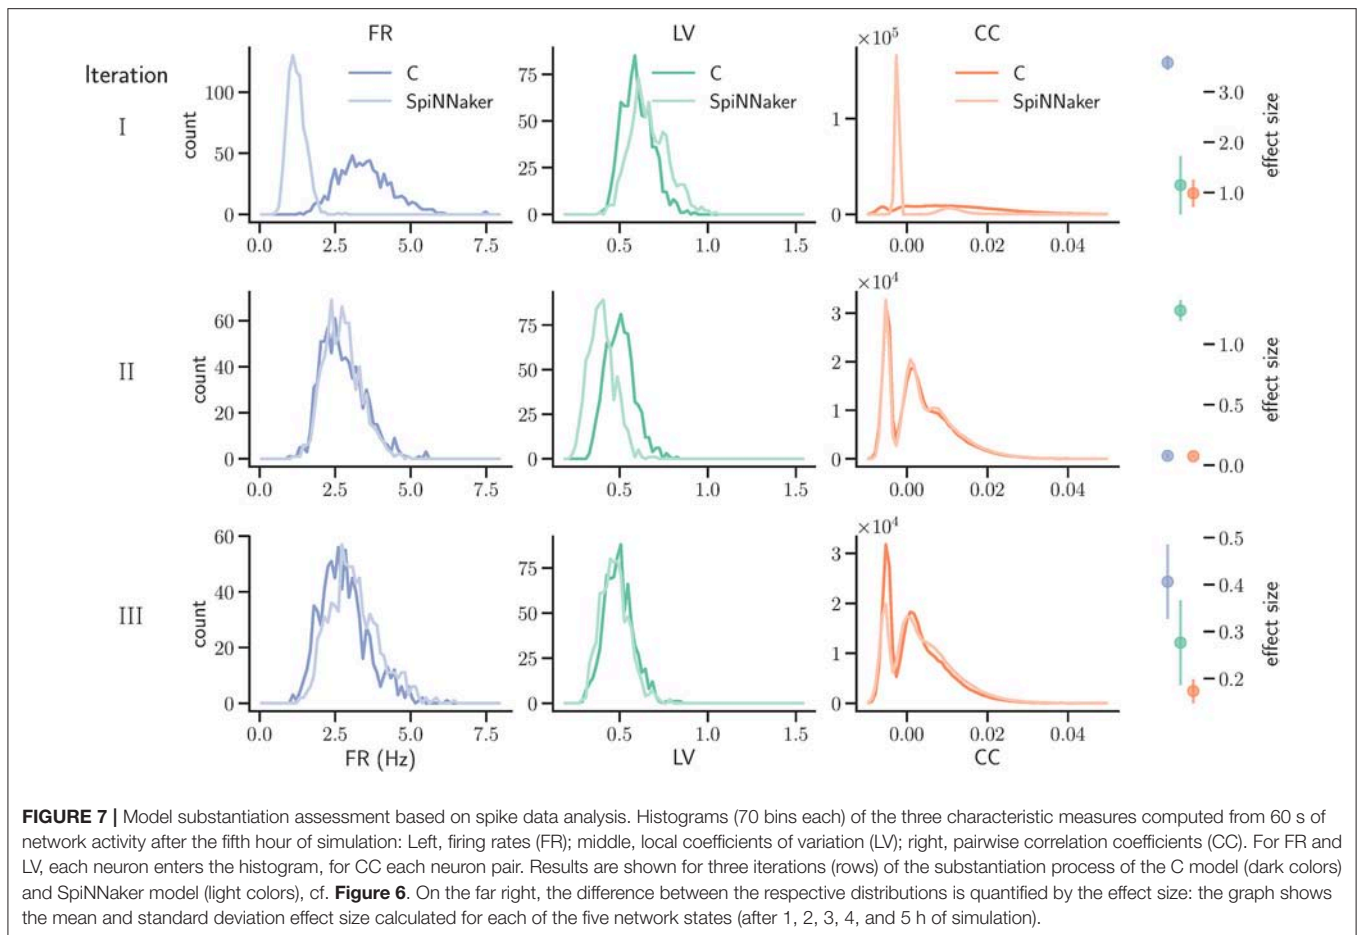 FR
LV
CC
Iteration
I
count
100
50
0
C
SpiNNaker
0.0
2.5
5.0
7.5
75
50
25
0
C
SpiNNaker
0.5
1.0
1.5
×10⁵
1
0
C
SpiNNaker
0.00
0.02
0.04
3.0
2.0
1.0
effect size
II
count
60
40
20
0
0.0
2.5
5.0
7.5
75
50
25
0
0.5
1.0
1.5
×10⁴
3
2
1
0
0.00
0.02
0.04
1.0
0.5
0.0
effect size
III
count
60
40
20
0
0.0
2.5
5.0
7.5
FR (Hz)
75
50
25
0
0.5
1.0
1.5
LV
×10⁴
3
2
1
0
0.00
0.02
0.04
CC
0.5
0.4
0.3
0.2
effect size
FIGURE 7 | Model substantiation assessment based on spike data analysis. Histograms (70 bins each) of the three characteristic measures computed from 60 s of
network activity after the fifth hour of simulation: Left, firing rates (FR); middle, local coefficients of variation (LV); right, pairwise correlation coefficients (CC). For FR and
LV, each neuron enters the histogram, for CC each neuron pair. Results are shown for three iterations (rows) of the substantiation process of the C model (dark colors)
and SpiNNaker model (light colors), cf. Figure 6. On the far right, the difference between the respective distributions is quantified by the effect size: the graph shows
the mean and standard deviation effect size calculated for each of the five network states (after 1, 2, 3, 4, and 5 h of simulation).